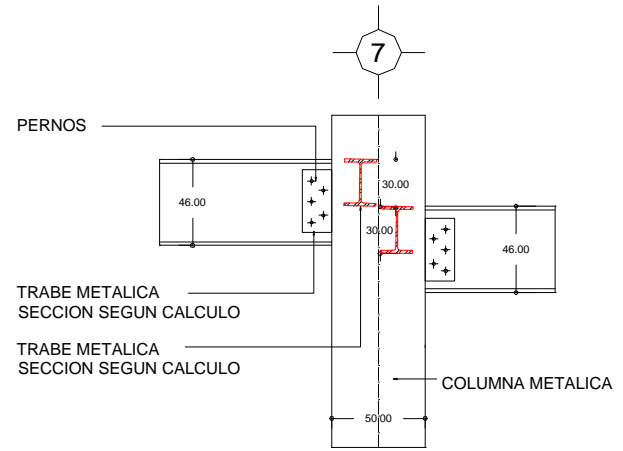 7
PERNOS
30.00
46.00
30.00
46.00
TRABE METALICA
SECCION SEGUN CALCULO
TRABE METALICA
SECCION SEGÚN CALCULO
COLUMNA METALICA
50.00